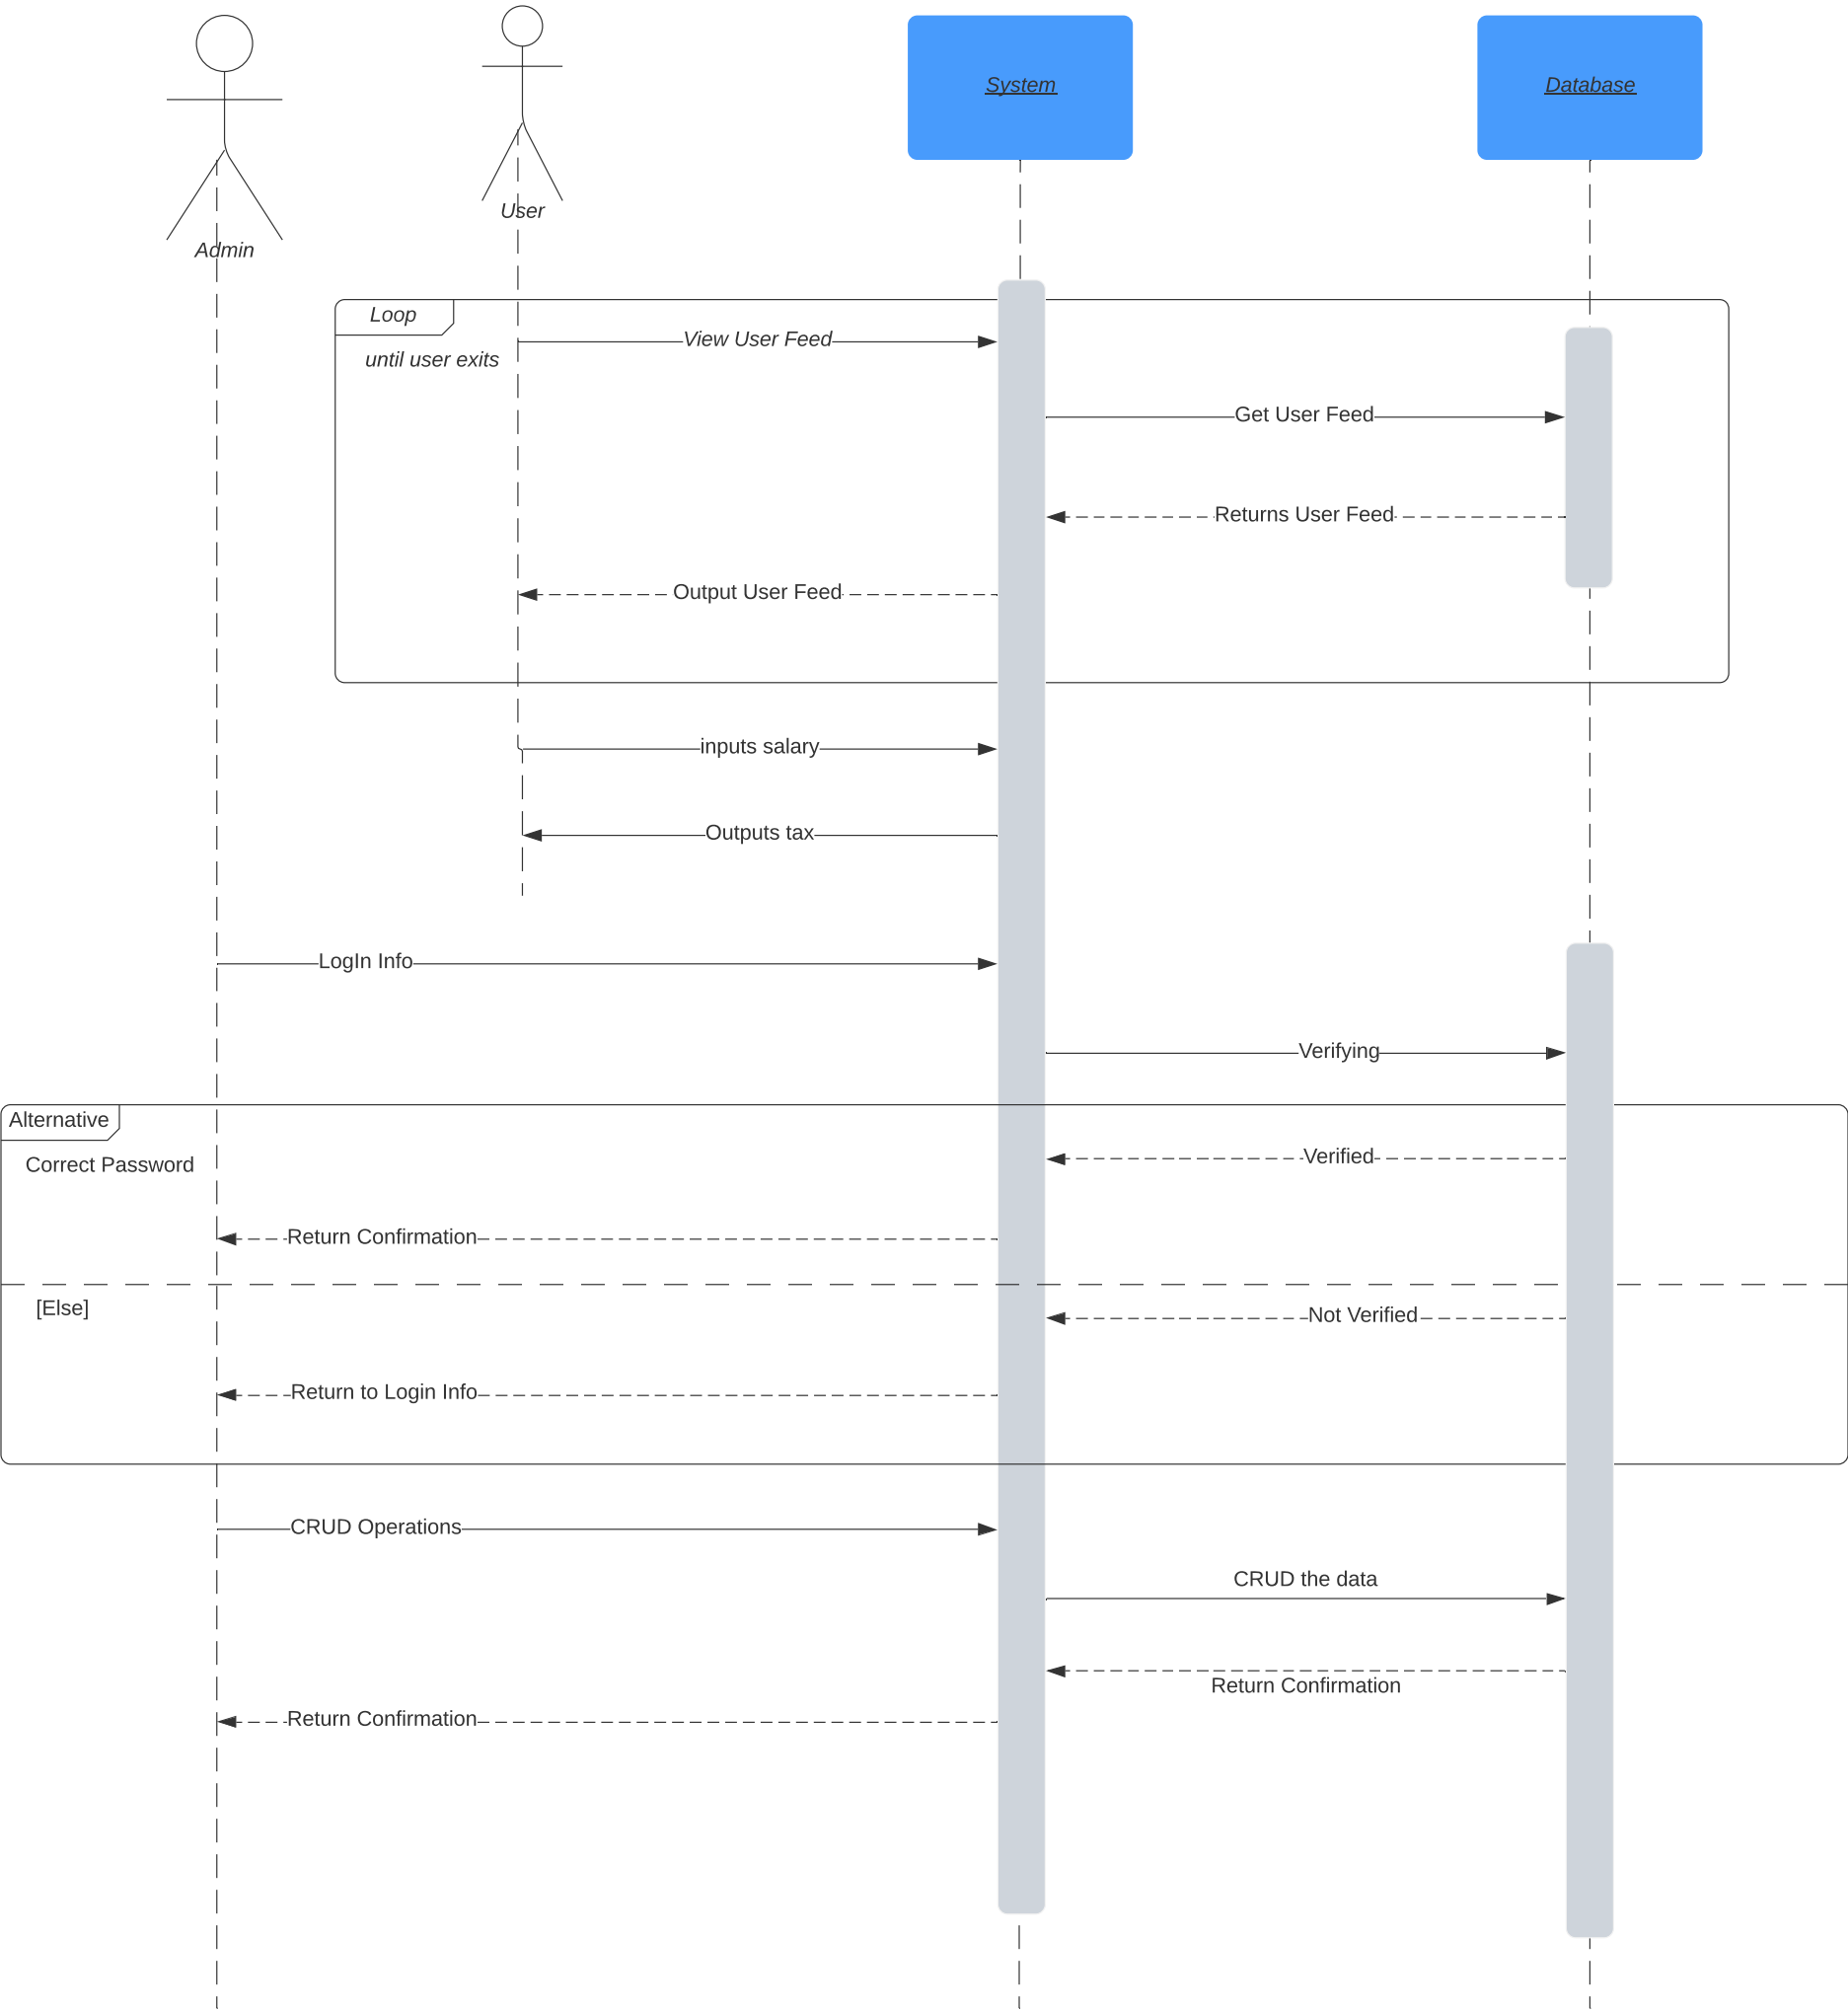 System
Database
User
Admin
Loop
View User Feed
until user exits
Get User Feed
Returns User Feed
Output User Feed
inputs salary
Outputs tax
LogIn Info
Verifying
Alternative
Verified
Correct Password
Return Confirmation
[Else]
Not Verified
Return to Login Info
CRUD Operations
CRUD the data
Return Confirmation
Return Confirmation